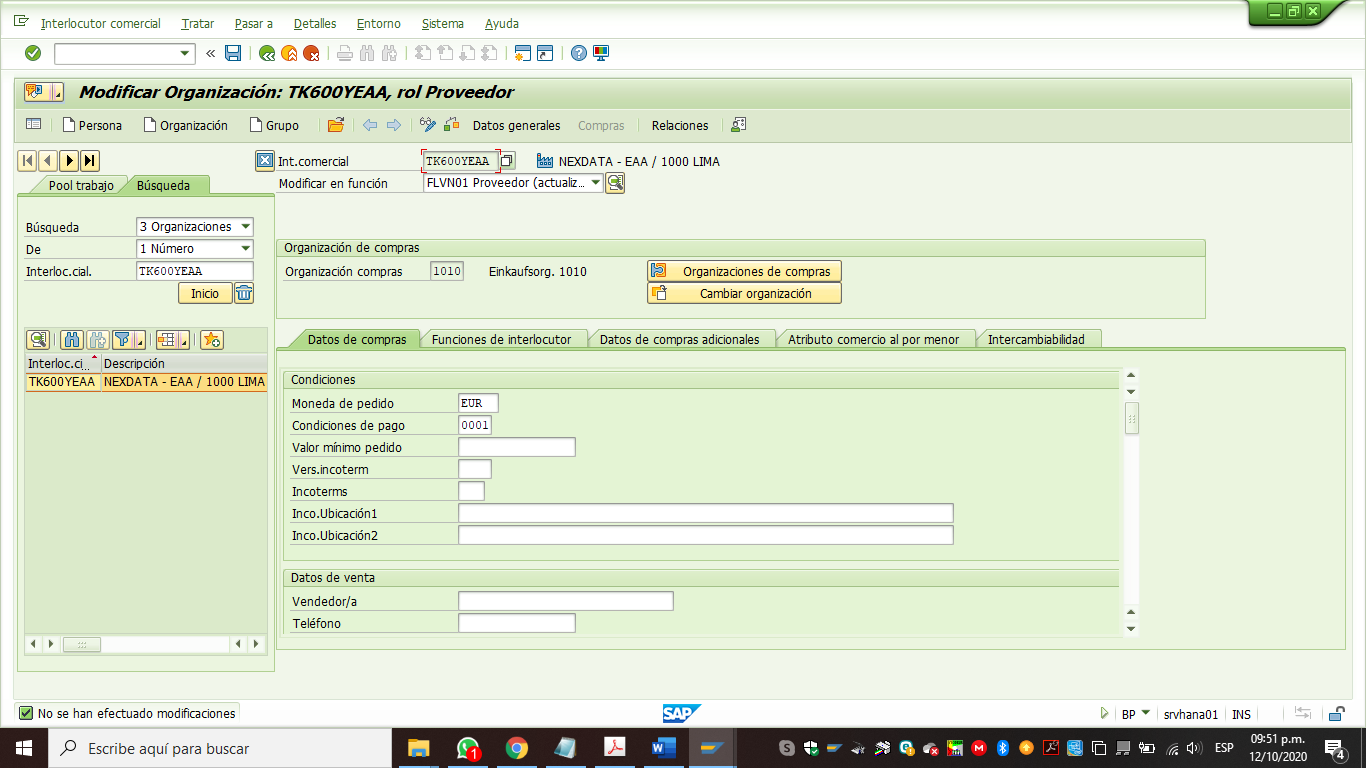 Interlocutor comercial Tratar Pasar a Detalles Entorno Sistema Ayuda
Modificar Organización: TK600YEAA, rol Proveedor
Persona Organización Grupo Datos generales Compras Relaciones
Int.comercial TK600YEAA NEXDATA - EAA / 1000 LIMA
Modificar en función FLVN01 Proveedor (actualiz...
Pool trabajo Búsqueda
Búsqueda 3 Organizaciones
De 1 Número
Interloc.cial. TK600YEAA
Inicio
Organización de compras
Organización compras 1010 Einkaufsorg. 1010 Organizaciones de compras
Cambiar organización
Interloc.ci.. Descripción
TK600YEAA NEXDATA - EAA / 1000 LIMA
Datos de compras Funciones de interlocutor Datos de compras adicionales Atributo comercio al por menor Intercambiabilidad
Condiciones
Moneda de pedido EUR
Condiciones de pago 0001
Valor mínimo pedido
Vers.incoterm
Incoterms
Inco.Ubicación1
Inco.Ubicación2
Datos de venta
Vendedor/a
Teléfono
No se han efectuado modificaciones SAP BP srvhana01 INS
Escribe aquí para buscar 1 ESP 09:51 p.m.
12/10/2020 4